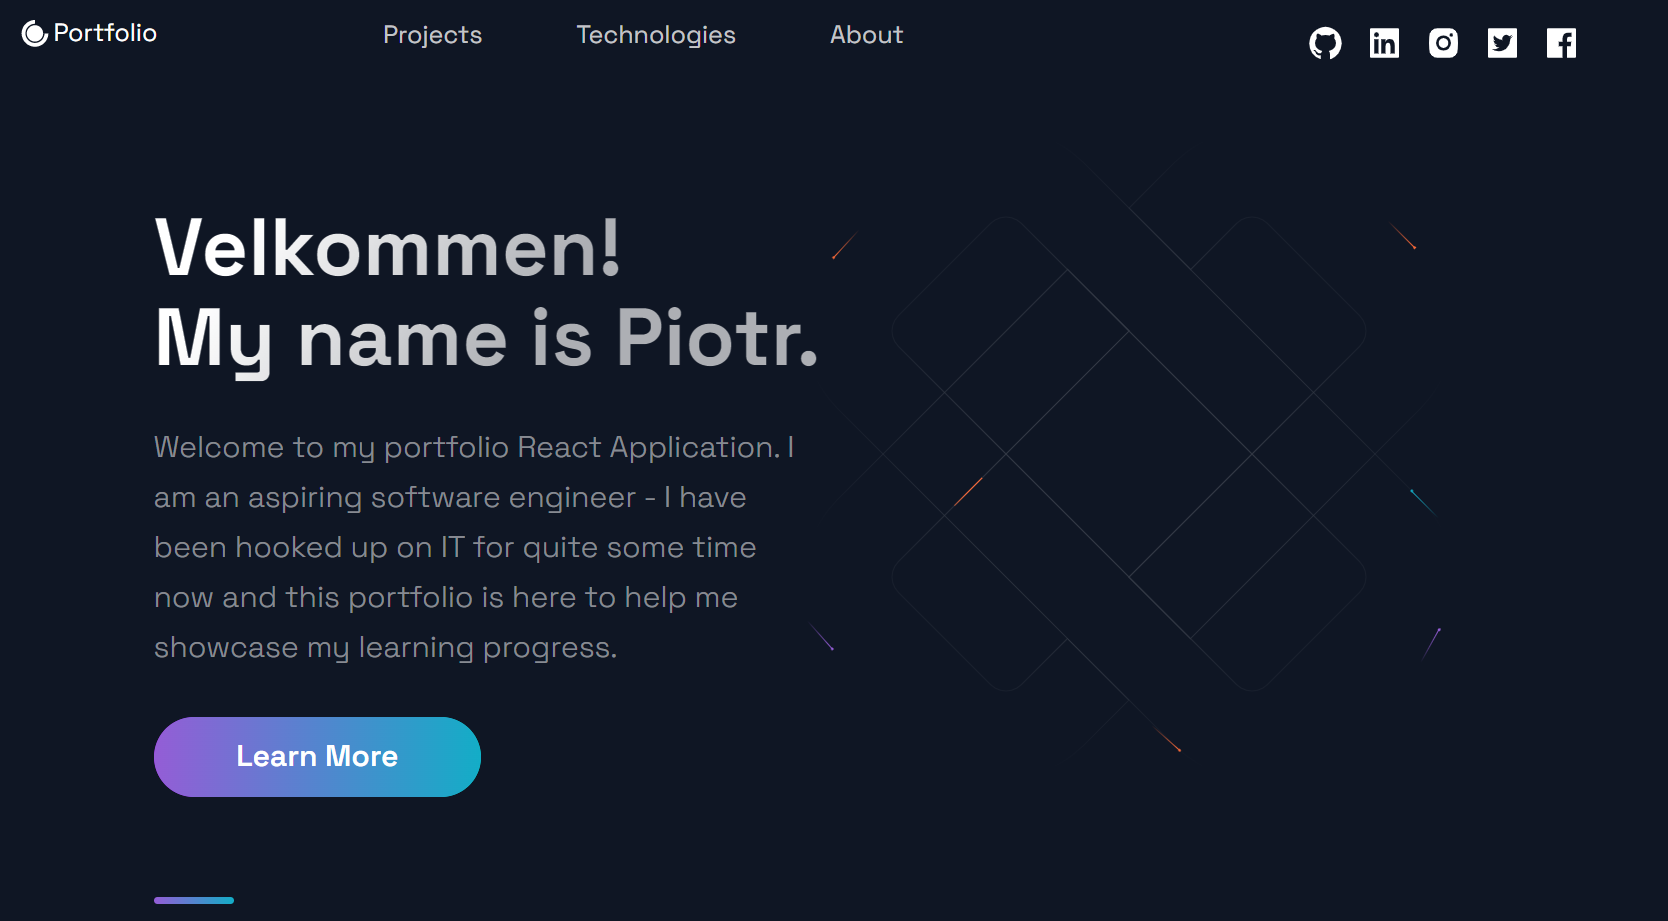 Portfolio
Projects
Technologies
About
Velkommen!
My name is Piotr.
Welcome to my portfolio React Application. I
am an aspiring software engineer - I have
been hooked up on IT for quite some time
now and this portfolio is here to help me
showcase my learning progress.
Learn More